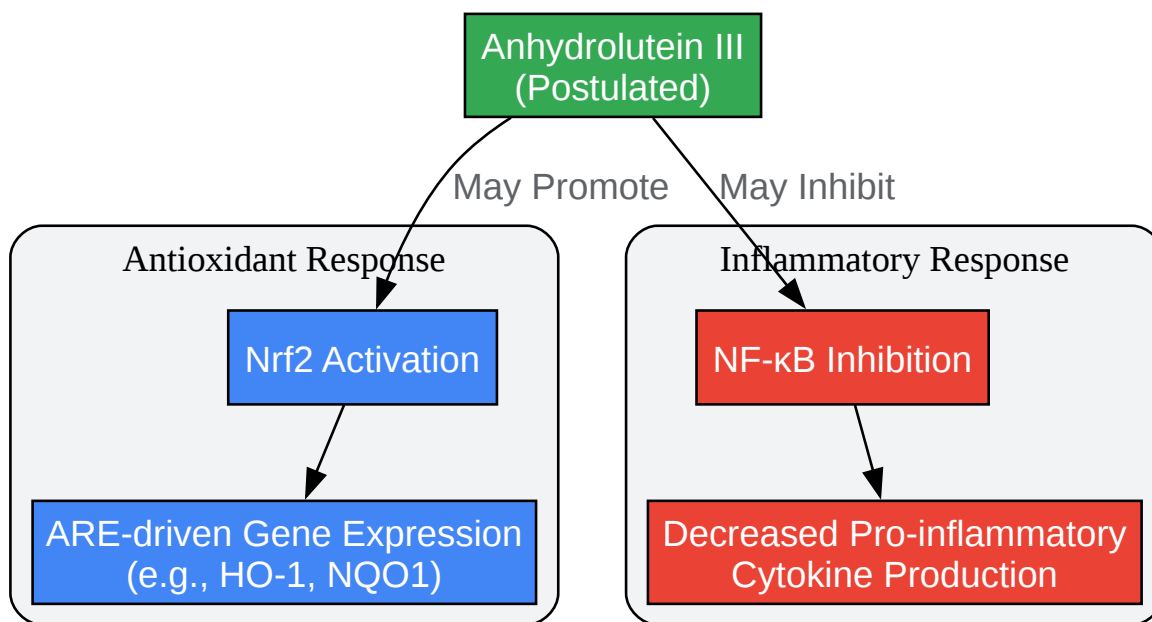 Anhydrolutein III
(Postulated)
May Promote
May Inhibit
Antioxidant Response
Nrf2 Activation
ARE-driven Gene Expression
(e.g., HO-1, NQO1)
Inflammatory Response
NF-κB Inhibition
Decreased Pro-inflammatory
Cytokine Production